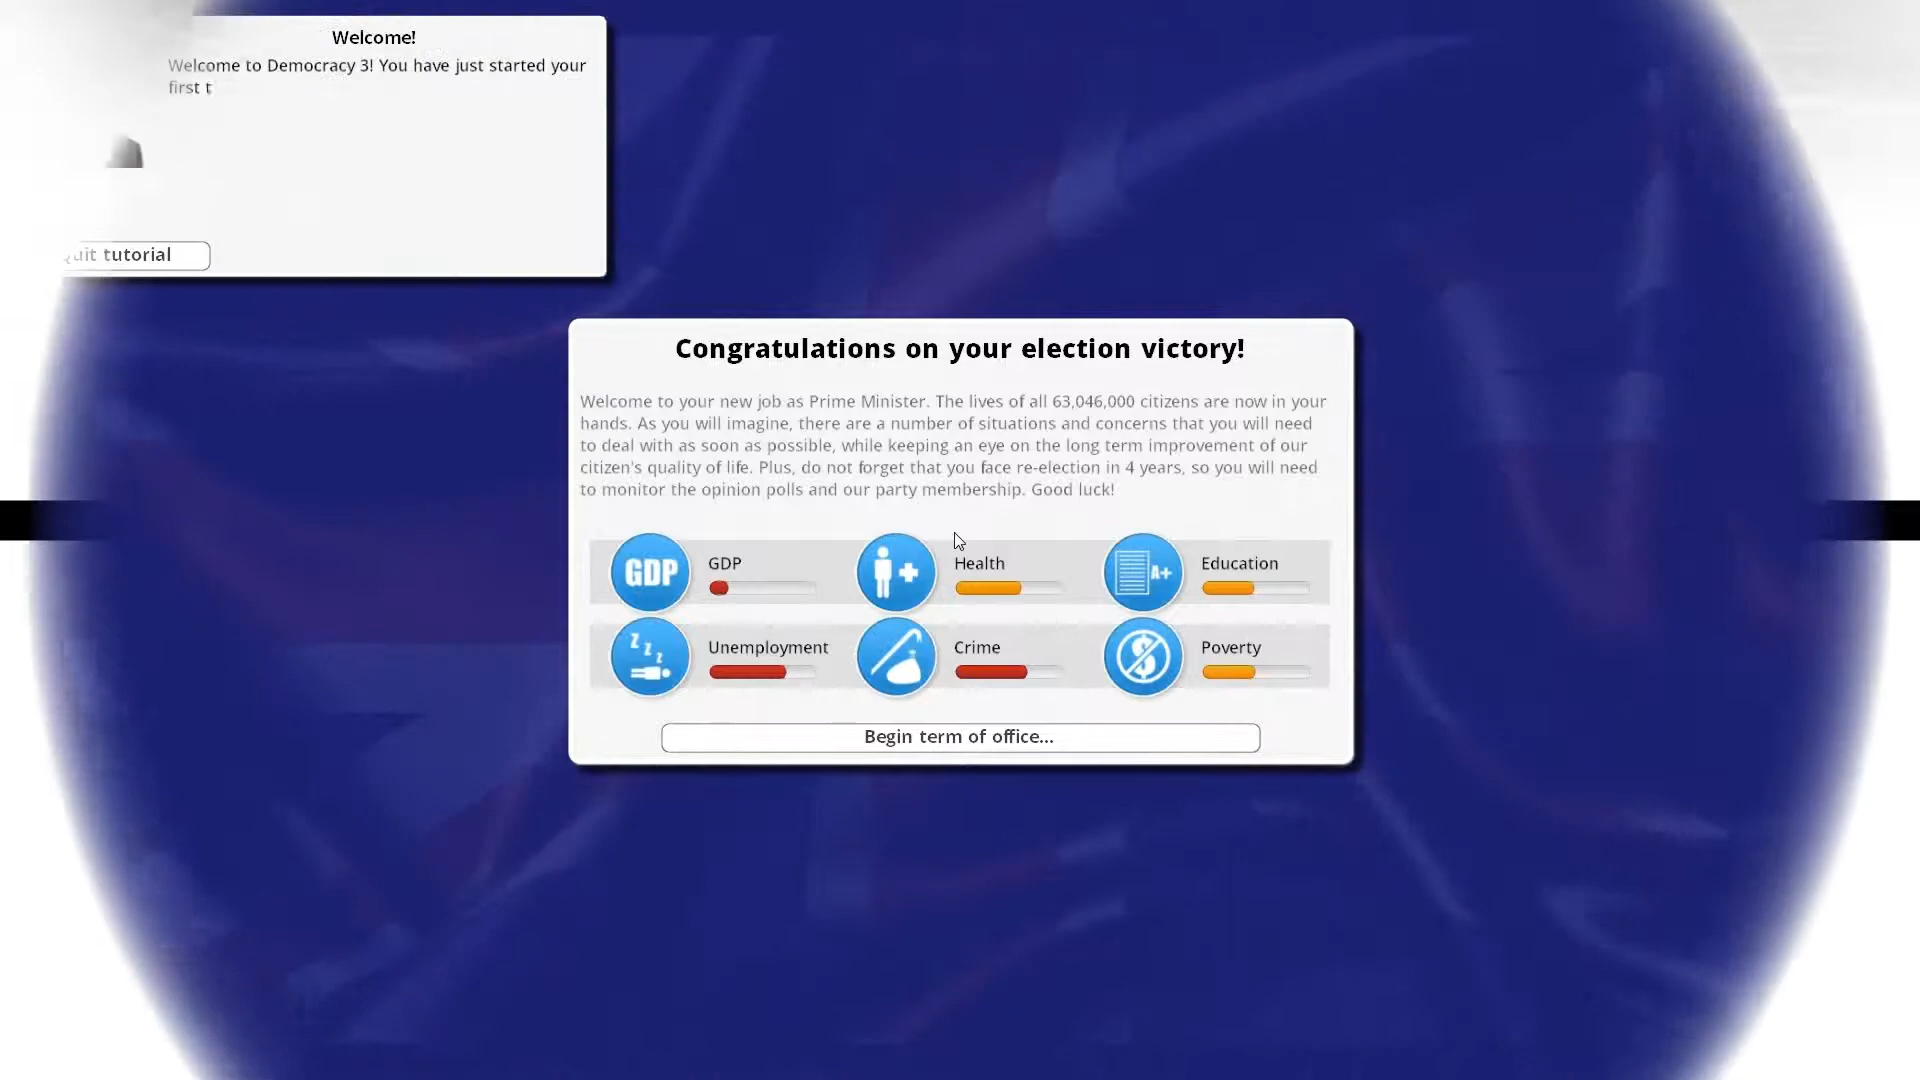 Welcome!
Welcome to Democracy 3! You have just started your
first t
Quit tutorial
Congratulations on your election victory!
Welcome to your new job as Prime Minister. The lives of all 63,046,000 citizens are now in your
hands. As you will imagine, there are a number of situations and concerns that you will need
to deal with as soon as possible, while keeping an eye on the long term improvement of our
citizen's quality of life. Plus, do not forget that you face re-election in 4 years, so you will need
to monitor the opinion polls and our party membership. Good luck!
GDP GDP Health A+ Education
z z z Unemployment Crime $ Poverty
Begin term of office...